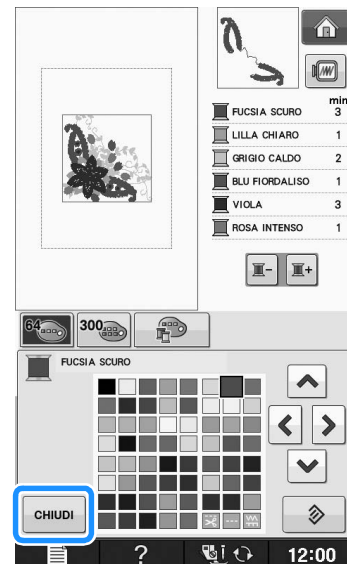 min
FUCSIA SCURO 3
LILLA CHIARO 1
GRIGIO CALDO 2
BLU FIORDALISO 1
VIOLA 3
ROSA INTENSO 1
- +
64 300
FUCSIA SCURO
CHIUDI
? 12:00